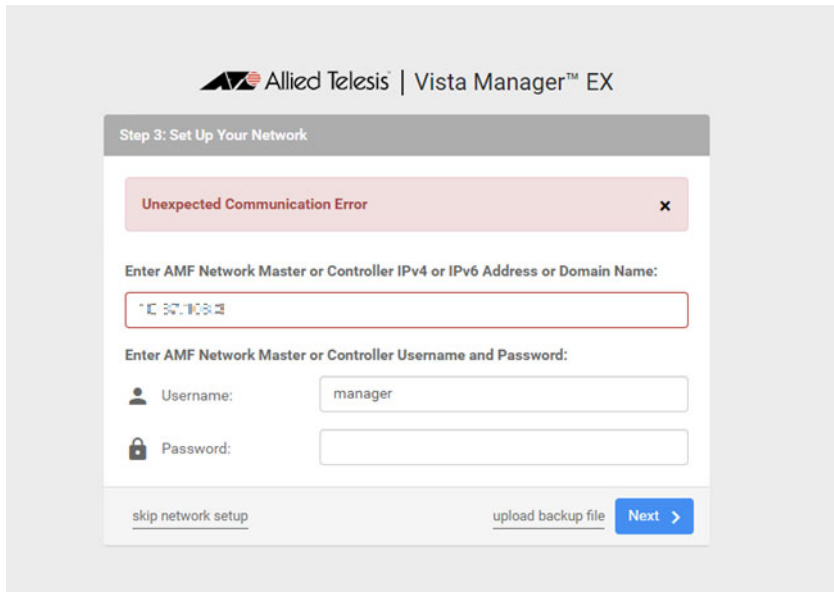 Allied Telesis | Vista Manager™ EX
Step 3: Set Up Your Network
Unexpected Communication Error ×
Enter AMF Network Master or Controller IPv4 or IPv6 Address or Domain Name:
Enter AMF Network Master or Controller Username and Password:
Username: manager
Password:
skip network setup upload backup file Next